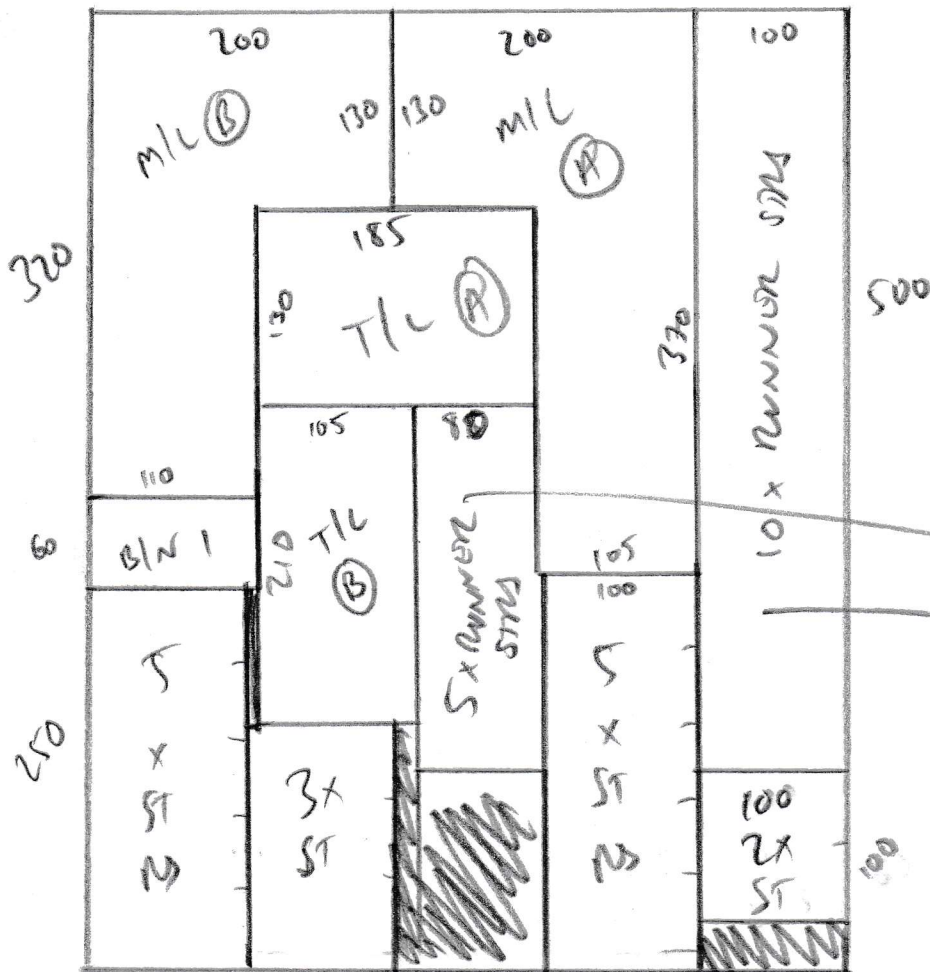 200
200
100
M/L B
130
130
M/L
A
320
185
130
T/L A
370
10 x RUNNER STRS
500
105
80
110
60
B/N 1
210
T/L
B
5 x RUNNER
STRS
105
100
5
x
ST
RS
250
3x
ST
5
x
ST
RS
100
2x
ST
100